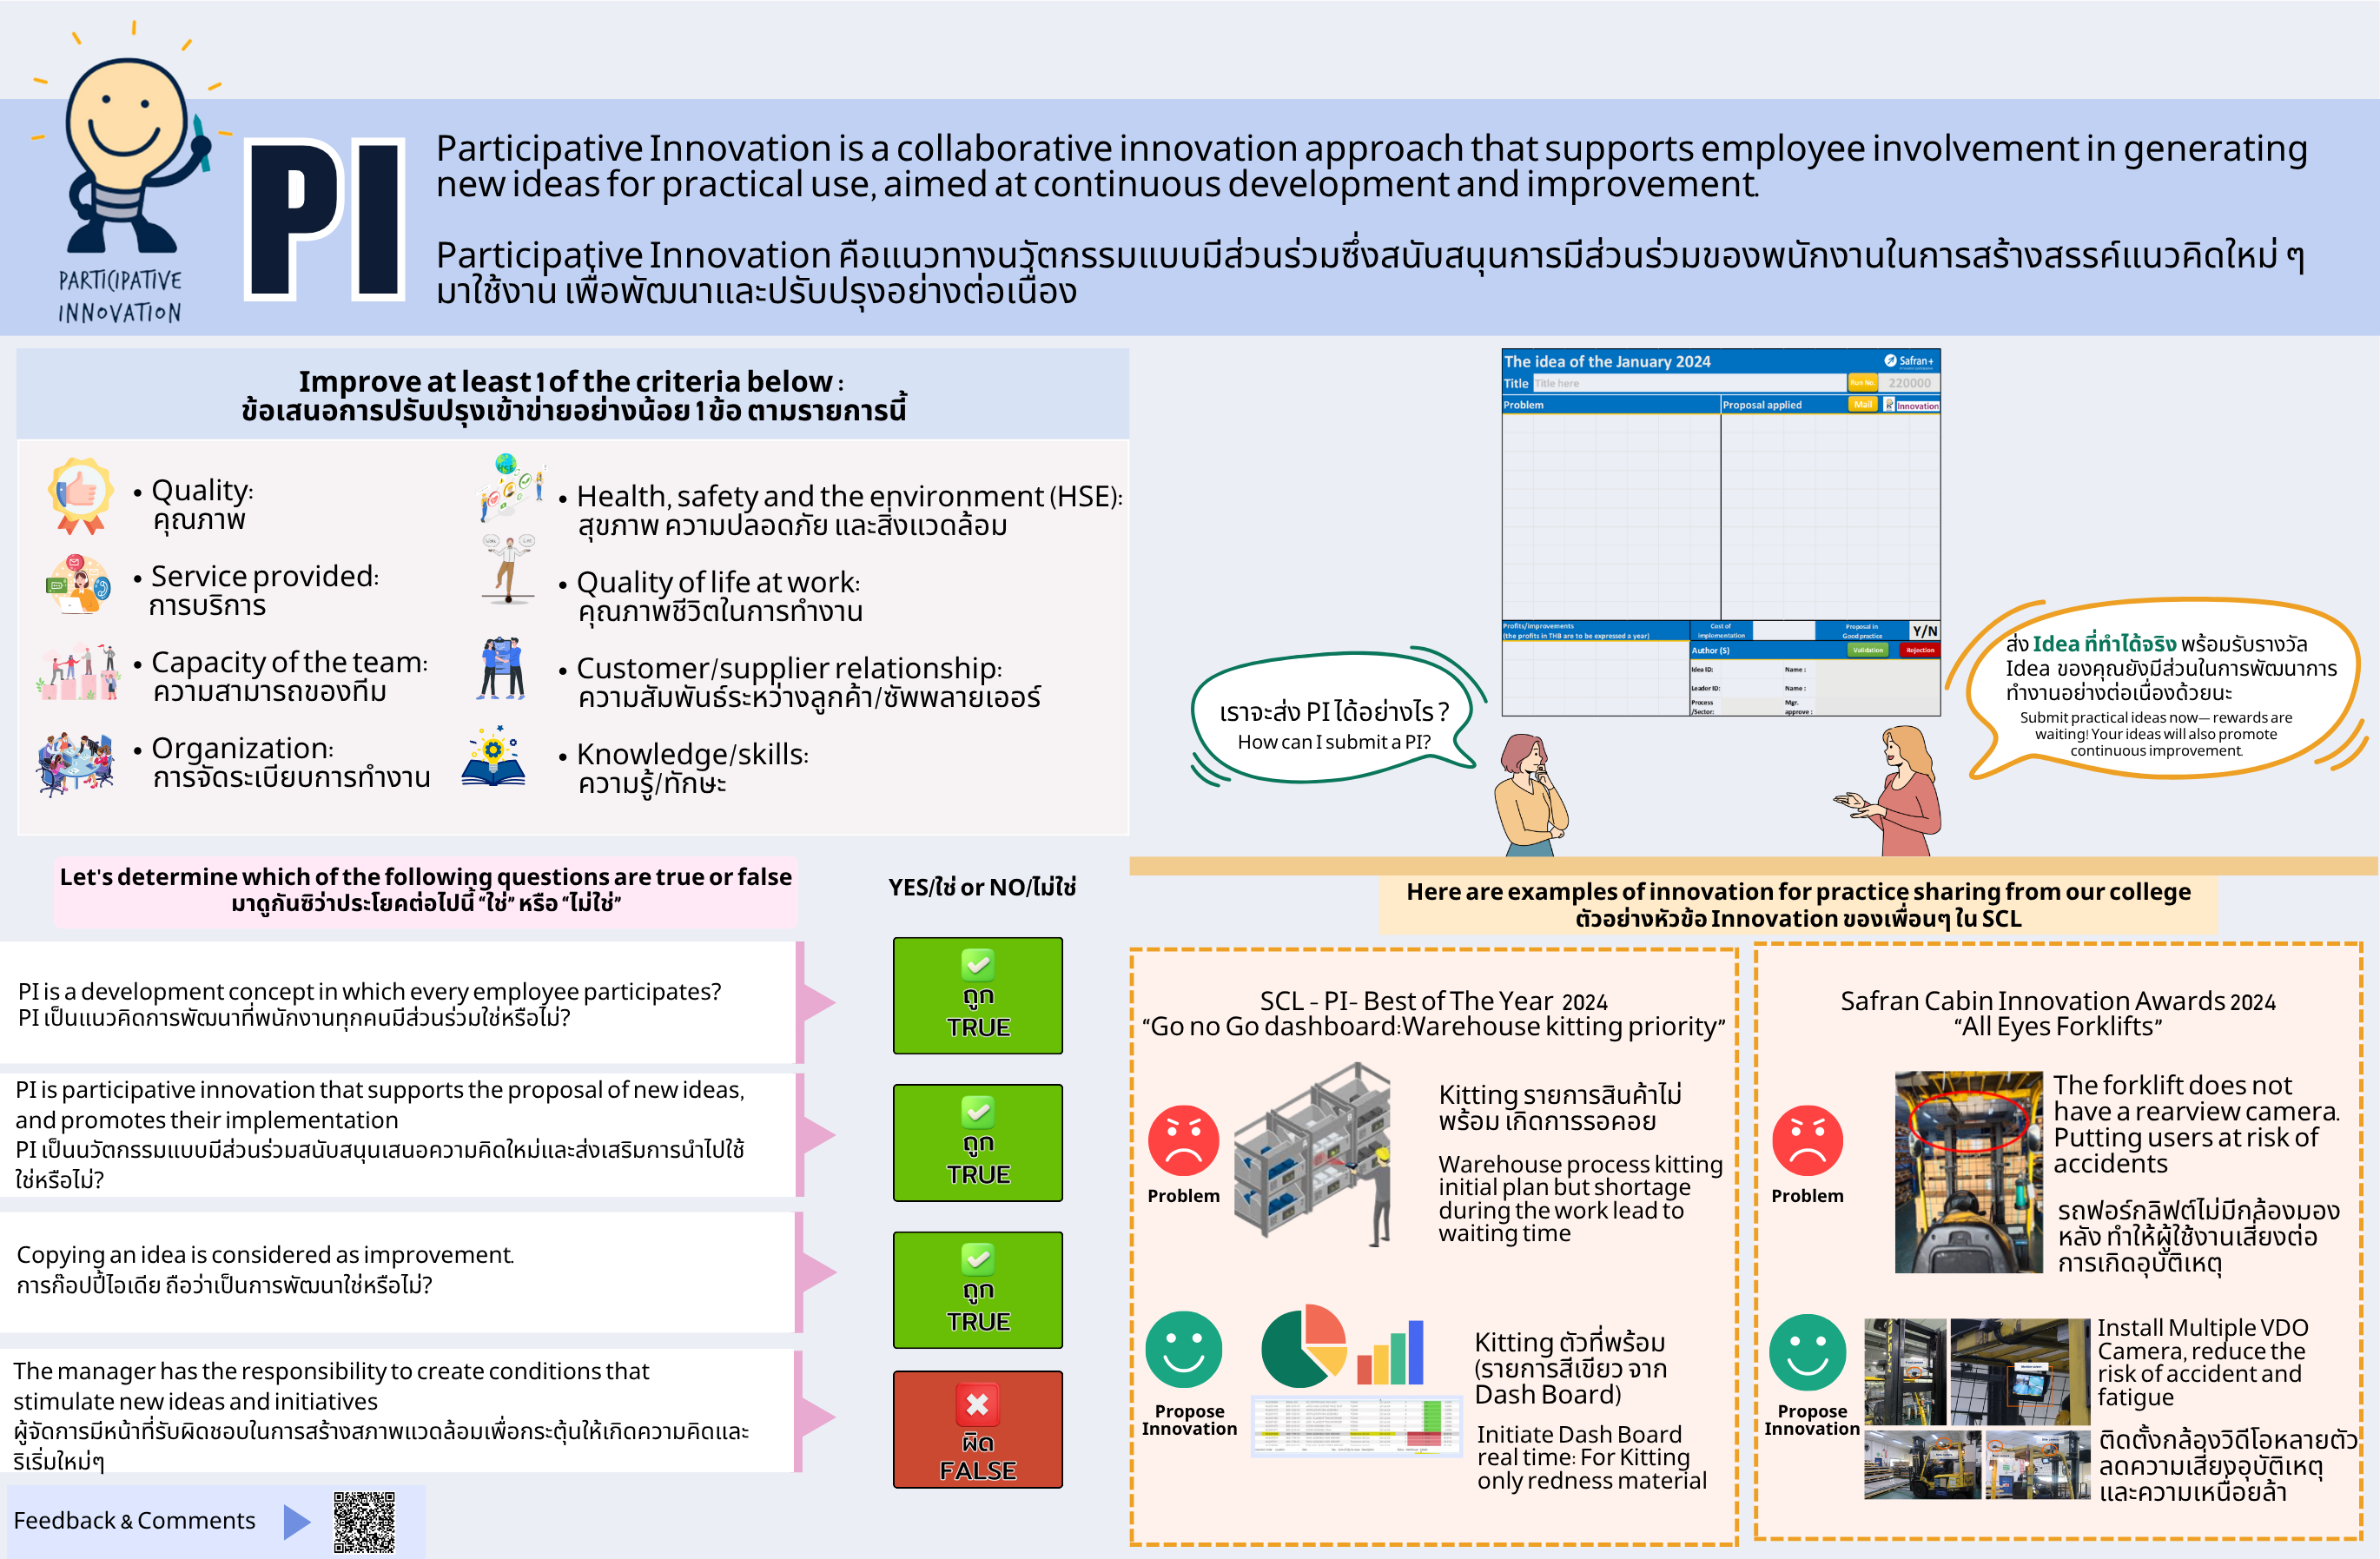 PARTICIPATIVE
INNOVATION
PI
Participative Innovation is a collaborative innovation approach that supports employee involvement in generating
new ideas for practical use, aimed at continuous development and improvement.
Participative Innovation คือแนวทางนวัตกรรมแบบมีส่วนร่วมซึ่งสนับสนุนการมีส่วนร่วมของพนักงานในการสร้างสรรค์แนวคิดใหม่ ๆ
มาใช้งาน เพื่อพัฒนาและปรับปรุงอย่างต่อเนื่อง
Improve at least 1 of the criteria below :
ข้อเสนอการปรับปรุงเข้าข่ายอย่างน้อย 1 ข้อ ตามรายการนี้
• Quality:
คุณภาพ
• Service provided:
การบริการ
• Capacity of the team:
ความสามารถของทีม
• Organization:
การจัดระเบียบการทำงาน
• Health, safety and the environment (HSE):
สุขภาพ ความปลอดภัย และสิ่งแวดล้อม
• Quality of life at work:
คุณภาพชีวิตในการทำงาน
• Customer/supplier relationship:
ความสัมพันธ์ระหว่างลูกค้า/ซัพพลายเออร์
• Knowledge/skills:
ความรู้/ทักษะ
The idea of the January 2024
Safran+
Title Title here Run No. 220000
Problem Proposal applied Mail Innovation
Profits/improvements
(the profits in THB are to be expressed a year)
Cost of
implementation
Proposal in
Good practice
Y/N
Author (S) Validation Rejection
Idea ID: Name :
Leader ID: Name :
Process
/Sector:
Mgr.
approve :
เราจะส่ง PI ได้อย่างไร ?
How can I submit a PI?
ส่ง Idea ที่ทำได้จริง พร้อมรับรางวัล
Idea ของคุณยังมีส่วนในการพัฒนาการ
ทำงานอย่างต่อเนื่องด้วยนะ
Submit practical ideas now— rewards are
waiting! Your ideas will also promote
continuous improvement.
Let's determine which of the following questions are true or false
มาดูกันซิว่าประโยคต่อไปนี้ “ใช่” หรือ “ไม่ใช่”
YES/ใช่ or NO/ไม่ใช่
PI is a development concept in which every employee participates?
PI เป็นแนวคิดการพัฒนาที่พนักงานทุกคนมีส่วนร่วมใช่หรือไม่?
ถูก
TRUE
PI is participative innovation that supports the proposal of new ideas,
and promotes their implementation
PI เป็นนวัตกรรมแบบมีส่วนร่วมสนับสนุนเสนอความคิดใหม่และส่งเสริมการนำไปใช้
ใช่หรือไม่?
ถูก
TRUE
Copying an idea is considered as improvement.
การก๊อปปี้ไอเดีย ถือว่าเป็นการพัฒนาใช่หรือไม่?
ถูก
TRUE
The manager has the responsibility to create conditions that
stimulate new ideas and initiatives
ผู้จัดการมีหน้าที่รับผิดชอบในการสร้างสภาพแวดล้อมเพื่อกระตุ้นให้เกิดความคิดและ
ริเริ่มใหม่ๆ
ผิด
FALSE
Feedback & Comments
Here are examples of innovation for practice sharing from our college
ตัวอย่างหัวข้อ Innovation ของเพื่อนๆ ใน SCL
SCL - PI- Best of The Year 2024
“Go no Go dashboard:Warehouse kitting priority”
Problem
Kitting รายการสินค้าไม่
พร้อม เกิดการรอคอย
Warehouse process kitting
initial plan but shortage
during the work lead to
waiting time
Propose
Innovation
Kitting ตัวที่พร้อม
(รายการสีเขียว จาก
Dash Board)
Initiate Dash Board
real time: For Kitting
only redness material
Safran Cabin Innovation Awards 2024
“All Eyes Forklifts”
Problem
The forklift does not
have a rearview camera.
Putting users at risk of
accidents
รถฟอร์กลิฟต์ไม่มีกล้องมอง
หลัง ทำให้ผู้ใช้งานเสี่ยงต่อ
การเกิดอุบัติเหตุ
Propose
Innovation
Install Multiple VDO
Camera, reduce the
risk of accident and
fatigue
ติดตั้งกล้องวิดีโอหลายตัว
ลดความเสี่ยงอุบัติเหตุ
และความเหนื่อยล้า